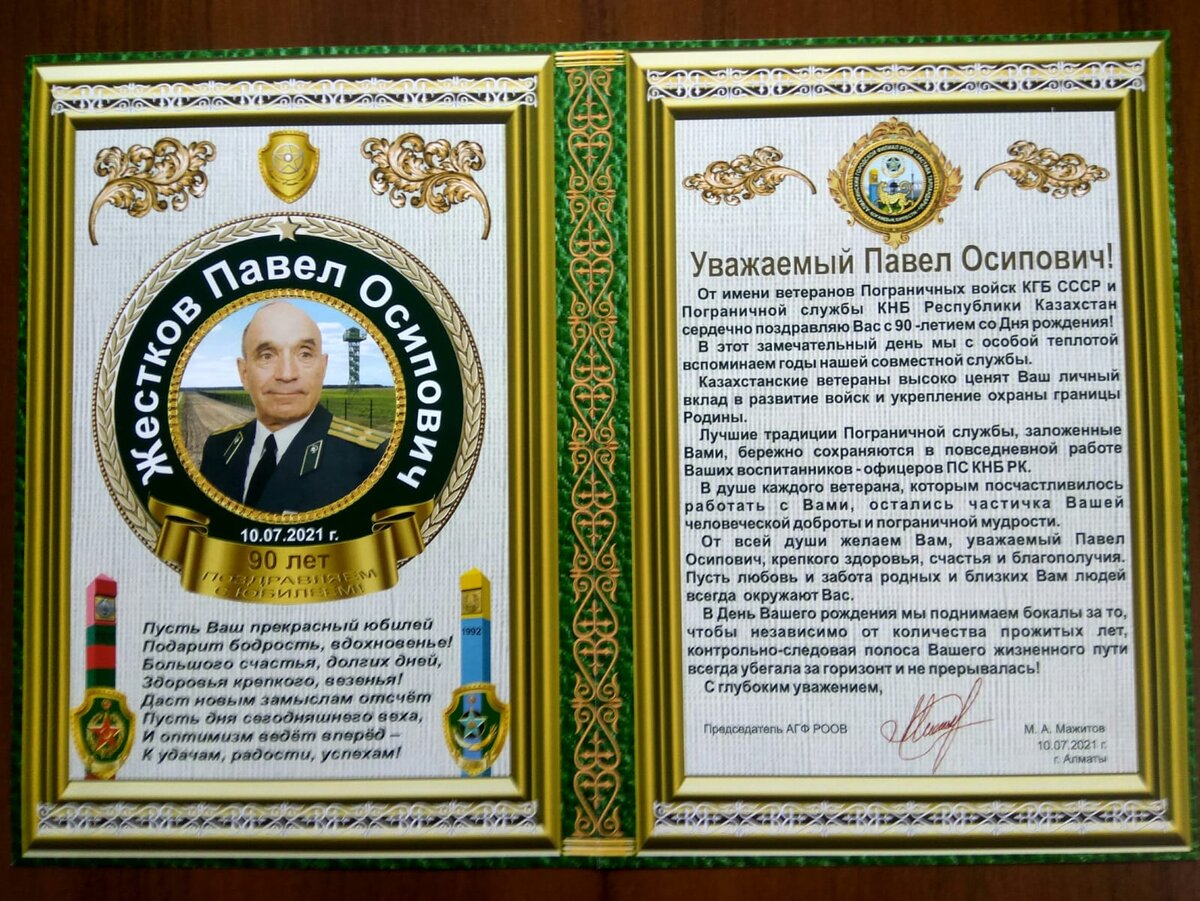 Жестков Павел Осипович
10.07.2021 г.
90 лет
ПОЗДРАВЛЯЕМ
С ЮБИЛЕЕМ!
1992
Пусть Ваш прекрасный юбилей
Подарит бодрость, вдохновенье!
Большого счастья, долгих дней,
Здоровья крепкого, везенья!
Даст новым замыслам отсчёт
Пусть дня сегодняшнего веха,
И оптимизм ведёт вперёд –
К удачам, радости, успехам!
Уважаемый Павел Осипович!
От имени ветеранов Пограничных войск КГБ СССР и
Пограничной службы КНБ Республики Казахстан
сердечно поздравляю Вас с 90 -летием со Дня рождения!
В этот замечательный день мы с особой теплотой
вспоминаем годы нашей совместной службы.
Казахстанские ветераны высоко ценят Ваш личный
вклад в развитие войск и укрепление охраны границы
Родины.
Лучшие традиции Пограничной службы, заложенные
Вами, бережно сохраняются в повседневной работе
Ваших воспитанников - офицеров ПС КНБ РК.
В душе каждого ветерана, которым посчастливилось
работать с Вами, остались частичка Вашей
человеческой доброты и пограничной мудрости.
От всей души желаем Вам, уважаемый Павел
Осипович, крепкого здоровья, счастья и благополучия.
Пусть любовь и забота родных и близких Вам людей
всегда окружают Вас.
В День Вашего рождения мы поднимаем бокалы за то,
чтобы независимо от количества прожитых лет,
контрольно-следовая полоса Вашего жизненного пути
всегда убегала за горизонт и не прерывалась!
С глубоким уважением,
Председатель АГФ РООВ
М. А. Мажитов
10.07.2021 г.
г. Алматы